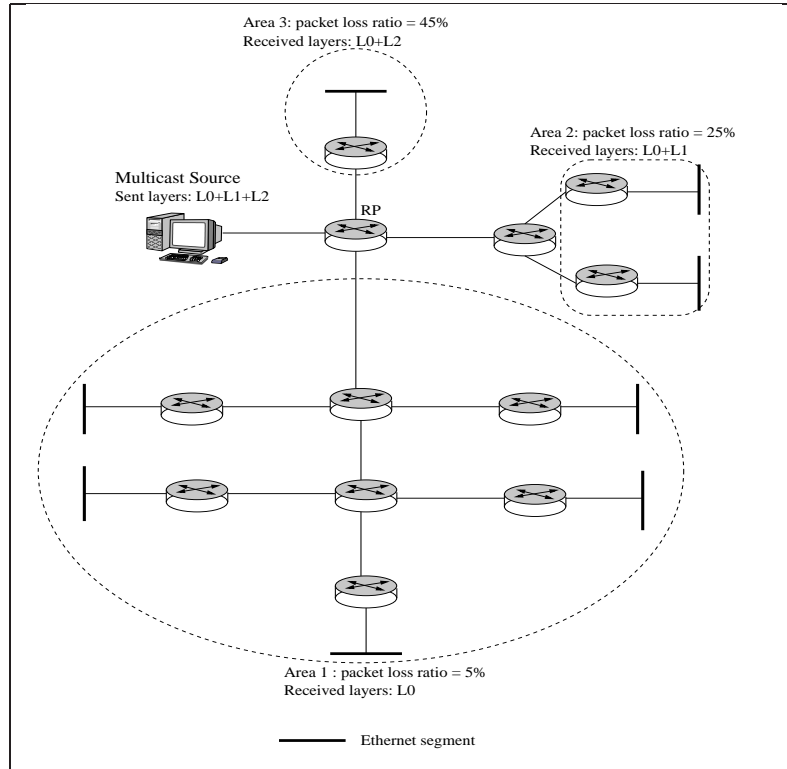 Area 3: packet loss ratio = 45%
Received layers: L0+L2
Area 2: packet loss ratio = 25%
Received layers: L0+L1
Multicast Source
Sent layers: L0+L1+L2
RP
Area 1 : packet loss ratio = 5%
Received layers: L0
Ethernet segment